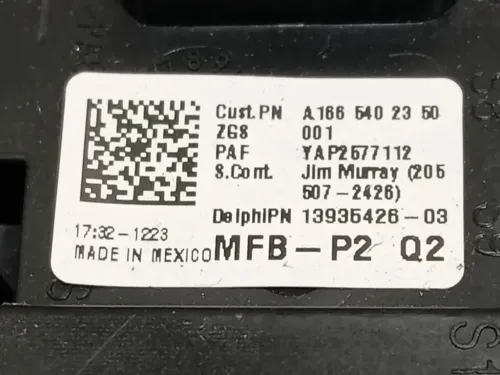 Cust.PN A166 540 23 50
ZGS 001
PAF YAP2577112
S.Cont. Jim Murray (205
507-2426)
DelphiPN 13935426-03
17:32-1223
MADE IN MEXICO MFB-P2 Q2